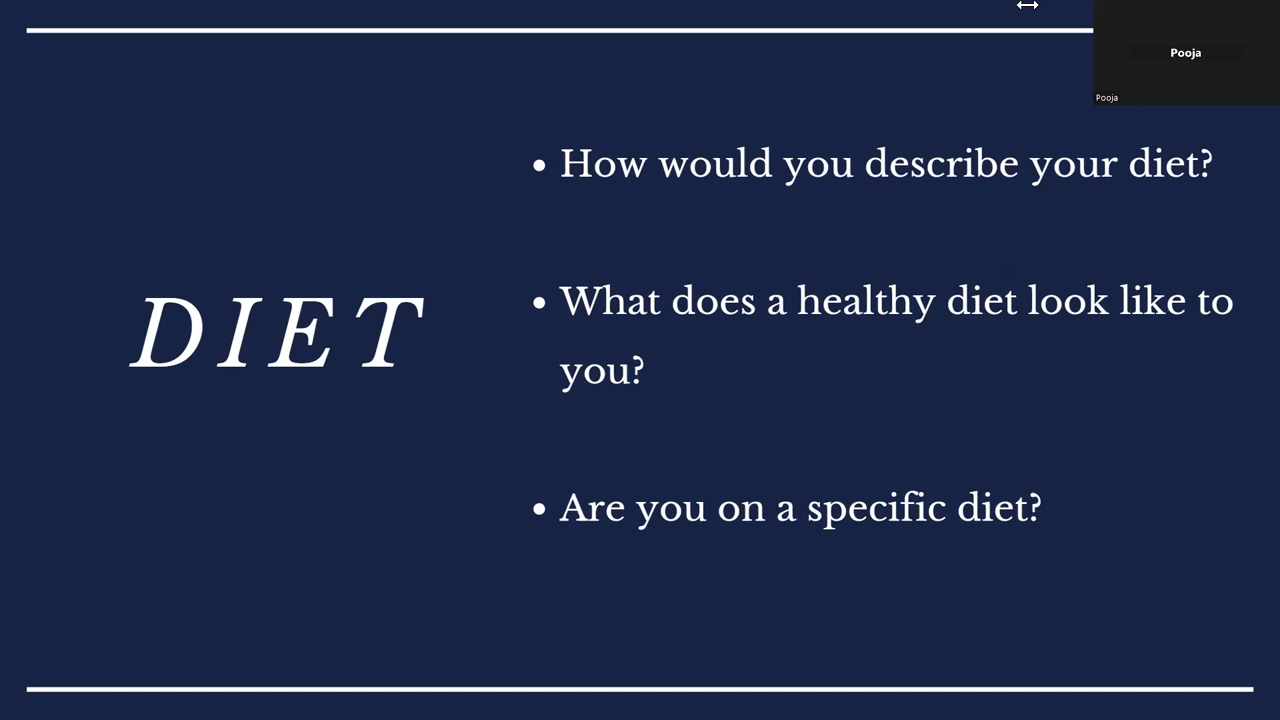 Pooja
Pooja
• How would you describe your diet?
DIET
• What does a healthy diet look like to
you?
• Are you on a specific diet?